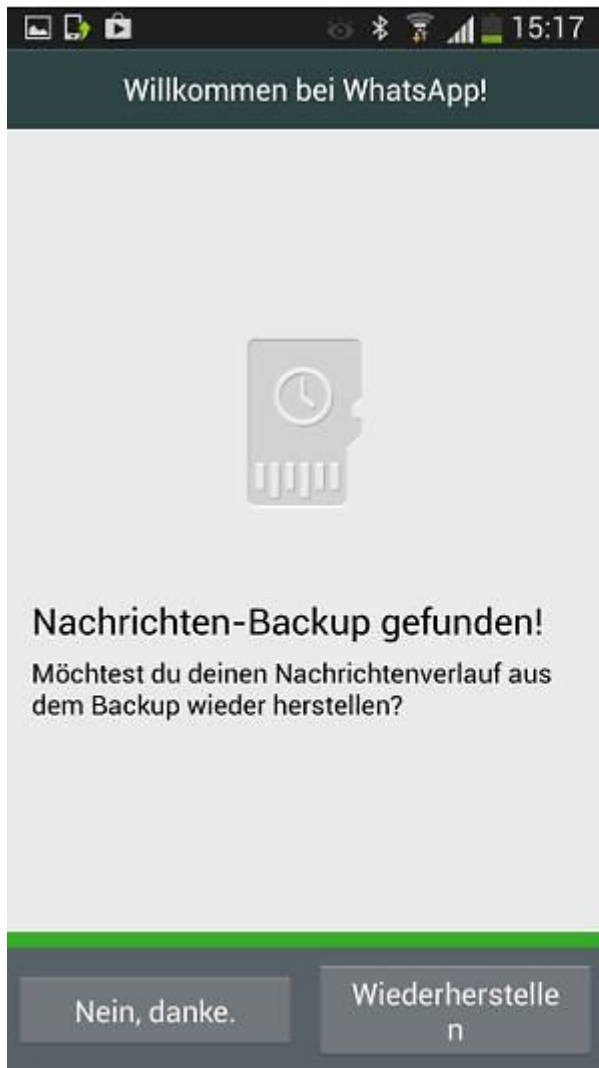 15:17
Willkommen bei WhatsApp!
Nachrichten-Backup gefunden!
Möchtest du deinen Nachrichtenverlauf aus
dem Backup wieder herstellen?
Nein, danke.
Wiederherstelle
n